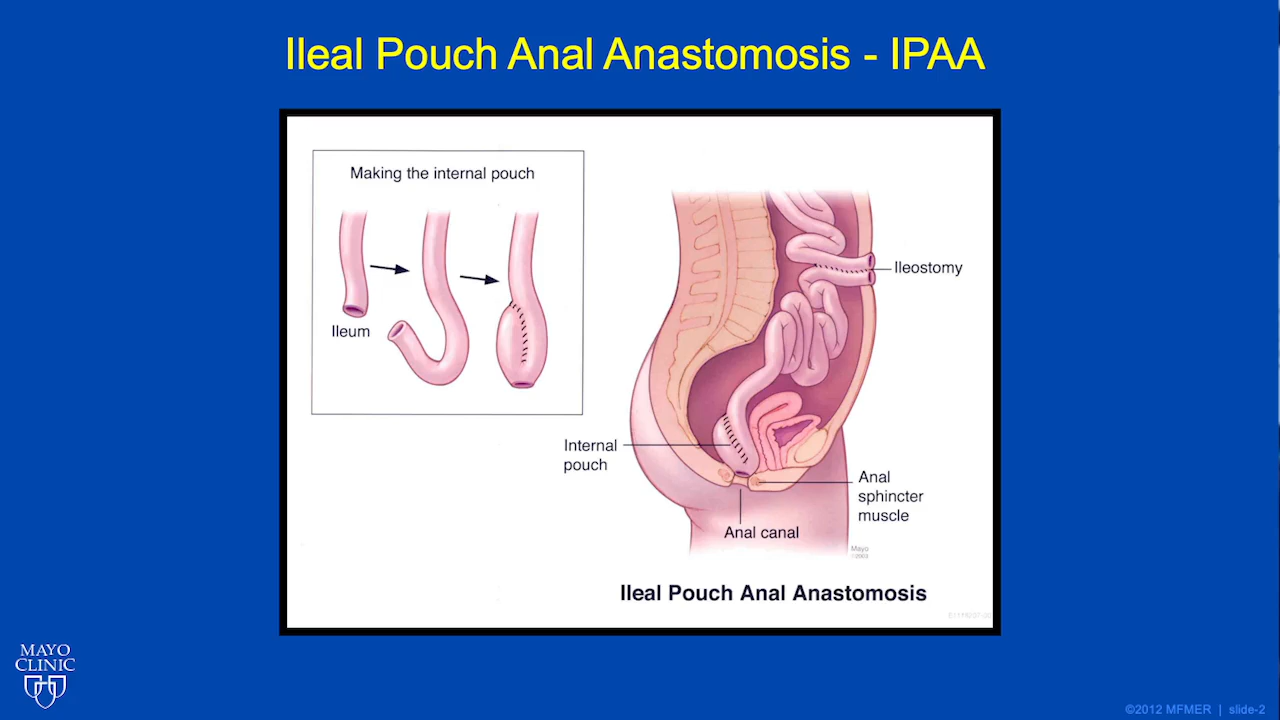 Ileal Pouch Anal Anastomosis - IPAA
Making the internal pouch
Ileum
Ileostomy
Internal
pouch
Anal
sphincter
muscle
Anal canal
Mayo
©2003
Ileal Pouch Anal Anastomosis
MAYO
CLINIC
©2012 MFMER | slide-2